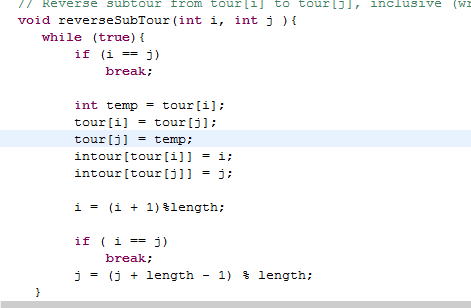 // Reverse subtour from tour[i] to tour[j], inclusive (wr
void reverseSubTour(int i, int j ){
while (true){
if (i == j)
break;
int temp = tour[i];
tour[i] = tour[j];
tour[j] = temp;
intour[tour[i]] = i;
intour[tour[j]] = j;
i = (i + 1)%length;
if ( i == j)
break;
j = (j + length - 1) % length;
}